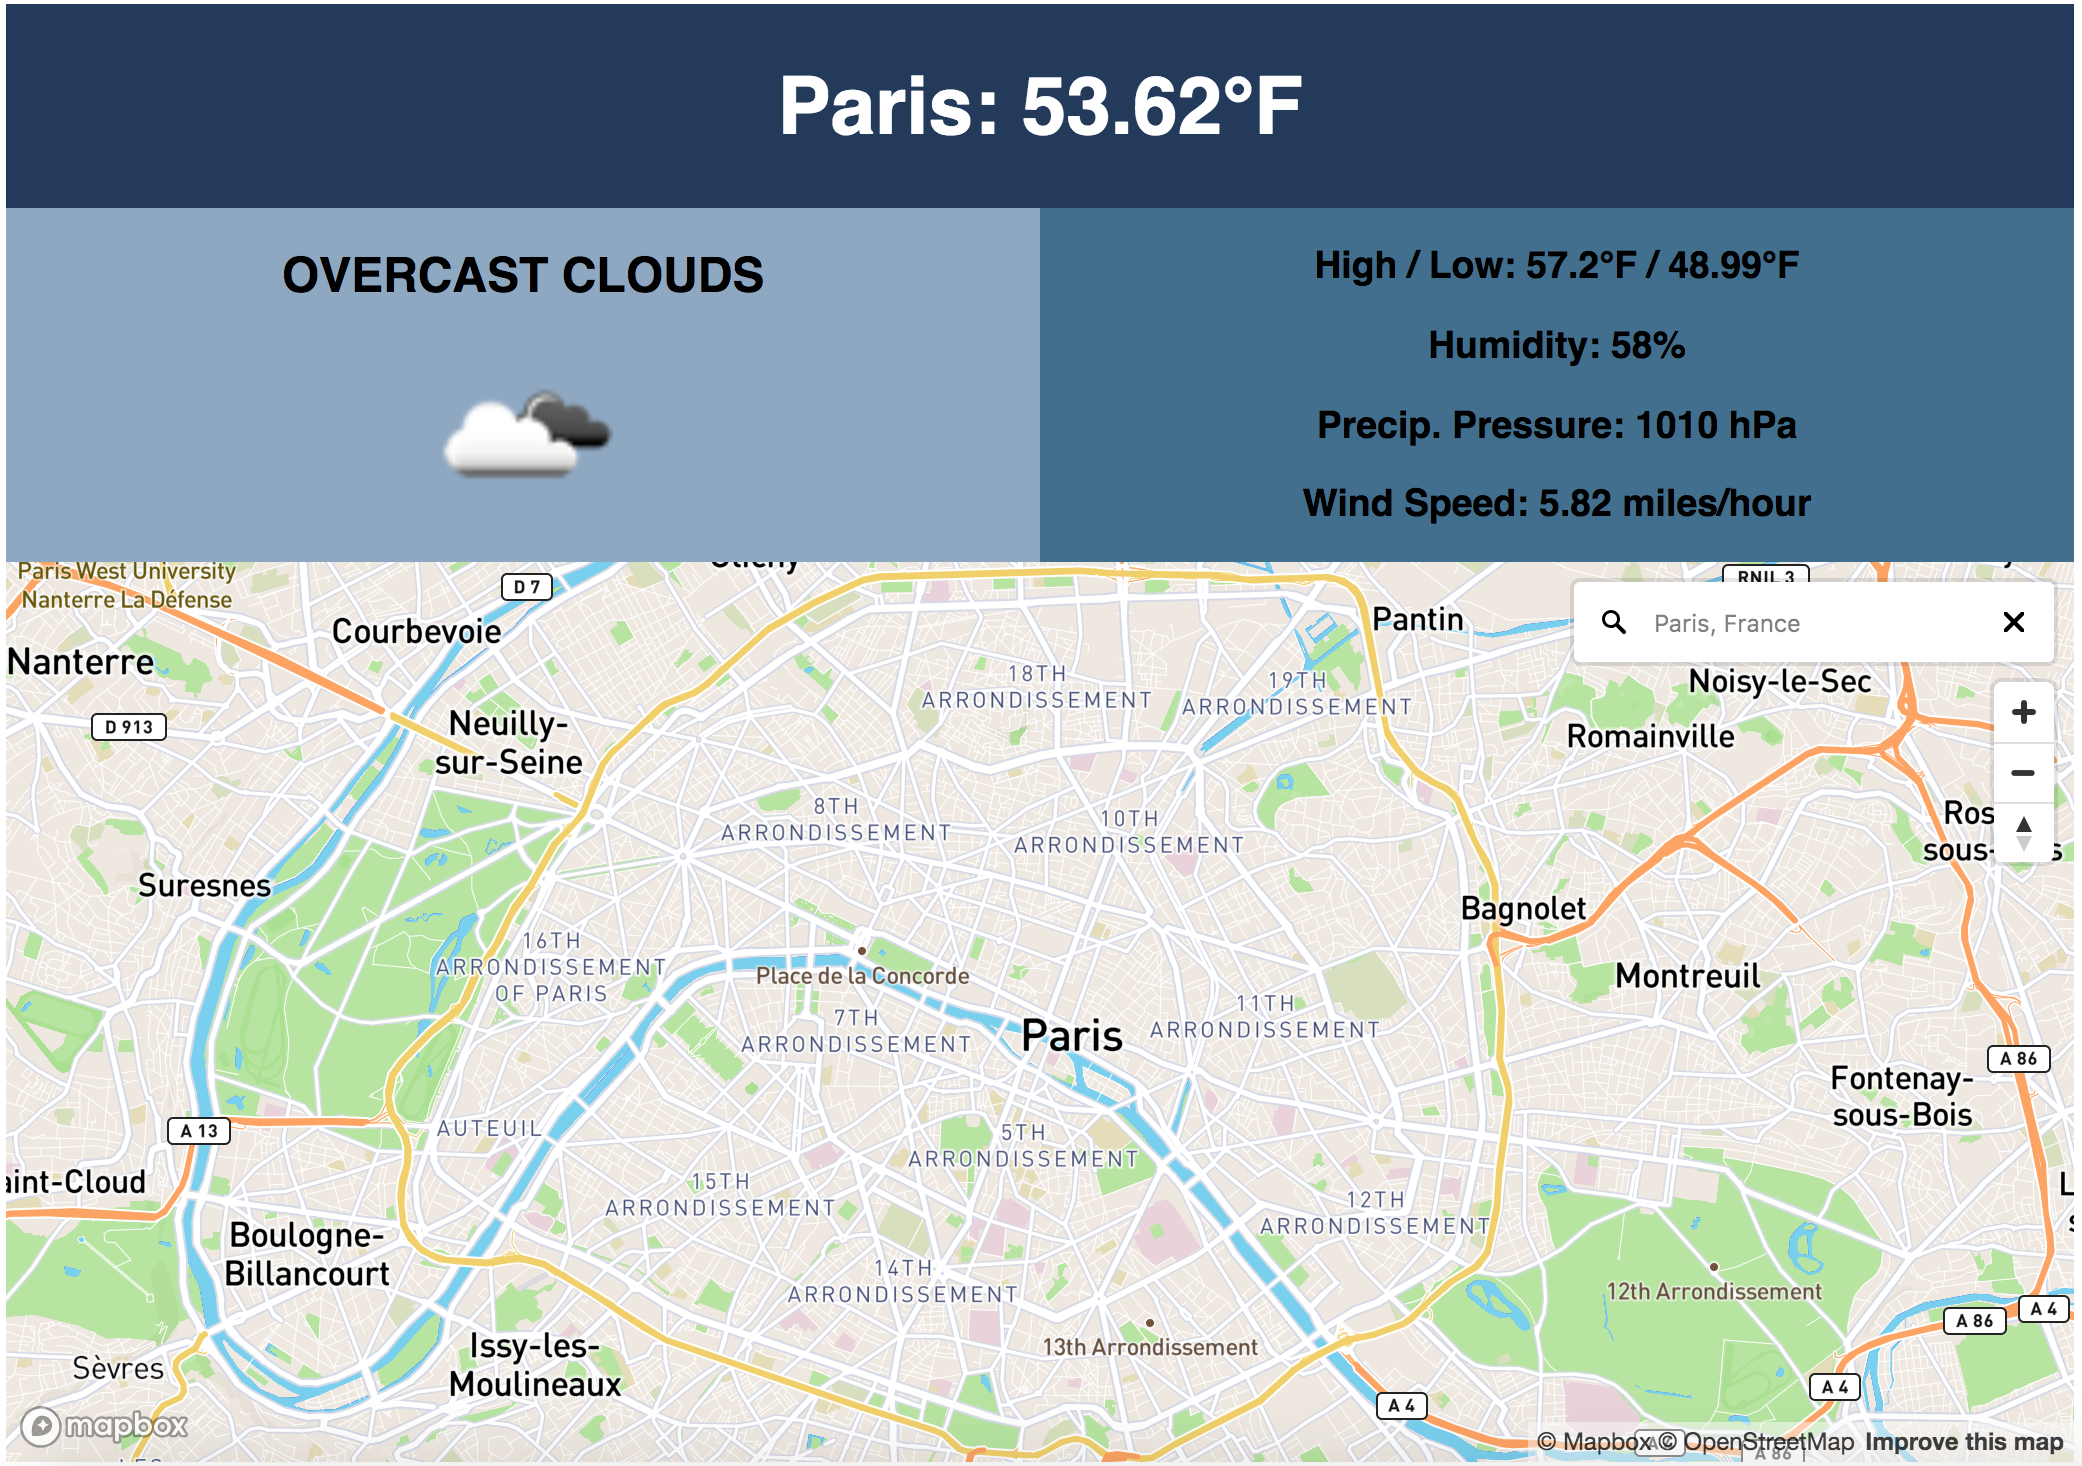 Paris: 53.62°F
OVERCAST CLOUDS
High / Low: 57.2°F / 48.99°F
Humidity: 58%
Precip. Pressure: 1010 hPa
Wind Speed: 5.82 miles/hour
Paris West University
Nanterre La Défense
D 7
RNIL 3
Paris, France
Courbevoie
Pantin
Nanterre
18TH
ARRONDISSEMENT
19TH
ARRONDISSEMENT
Noisy-le-Sec
D 913
Neuilly-
sur-Seine
Romainville
8TH
ARRONDISSEMENT
10TH
ARRONDISSEMENT
Ros
sous-
s
Suresnes
Bagnolet
16TH
ARRONDISSEMENT
OF PARIS
Place de la Concorde
Montreuil
7TH
ARRONDISSEMENT
Paris
11TH
ARRONDISSEMENT
A 86
Fontenay-
sous-Bois
A 13
AUTEUIL
5TH
ARRONDISSEMENT
aint-Cloud
15TH
ARRONDISSEMENT
12TH
ARRONDISSEMENT
Boulogne-
Billancourt
14TH
ARRONDISSEMENT
12th Arrondissement
A 4
A 86
13th Arrondissement
Issy-les-
Moulineaux
Sèvres
A 4
A 4
mapbox
© Mapbox © OpenStreetMap Improve this map
A 86